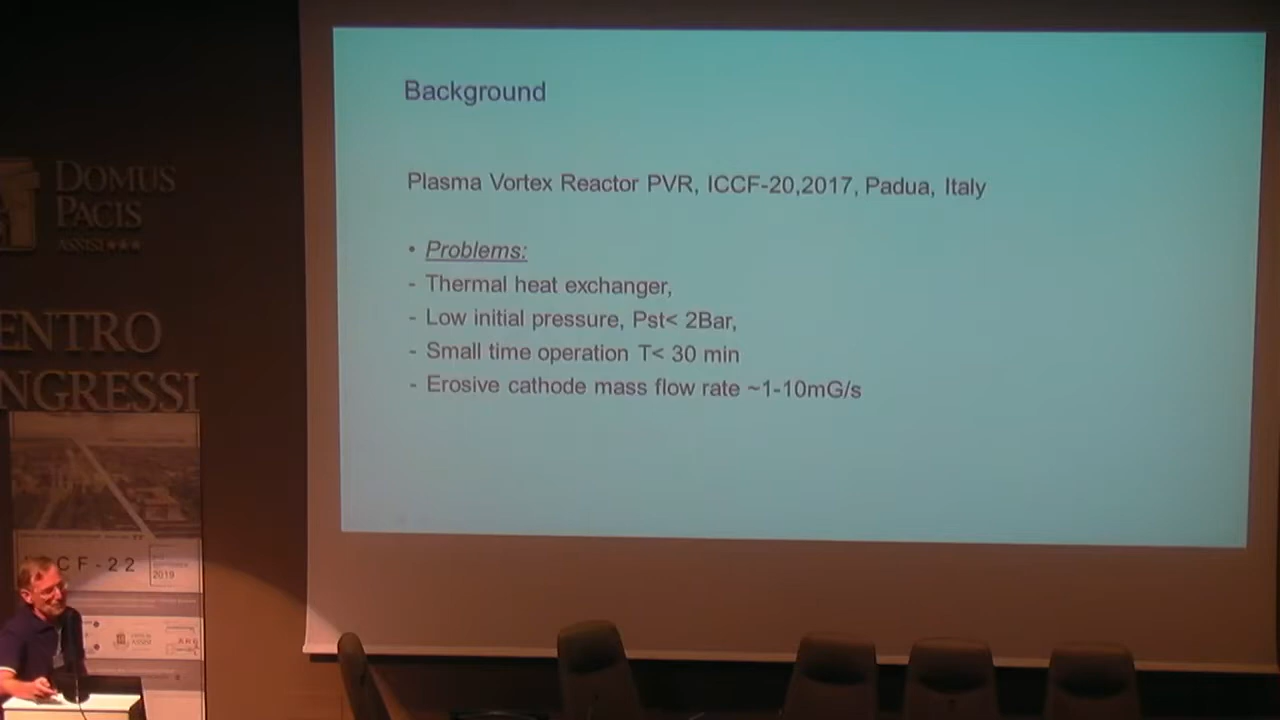 Background
Plasma Vortex Reactor PVR, ICCF-20,2017, Padua, Italy
• Problems:
- Thermal heat exchanger,
- Low initial pressure, Pst< 2Bar,
- Small time operation T< 30 min
- Erosive cathode mass flow rate ~1-10mG/s
DOMUS
PACIS
ASSISI ★★★
ENTRO
NGRESSI
CF-22
2019